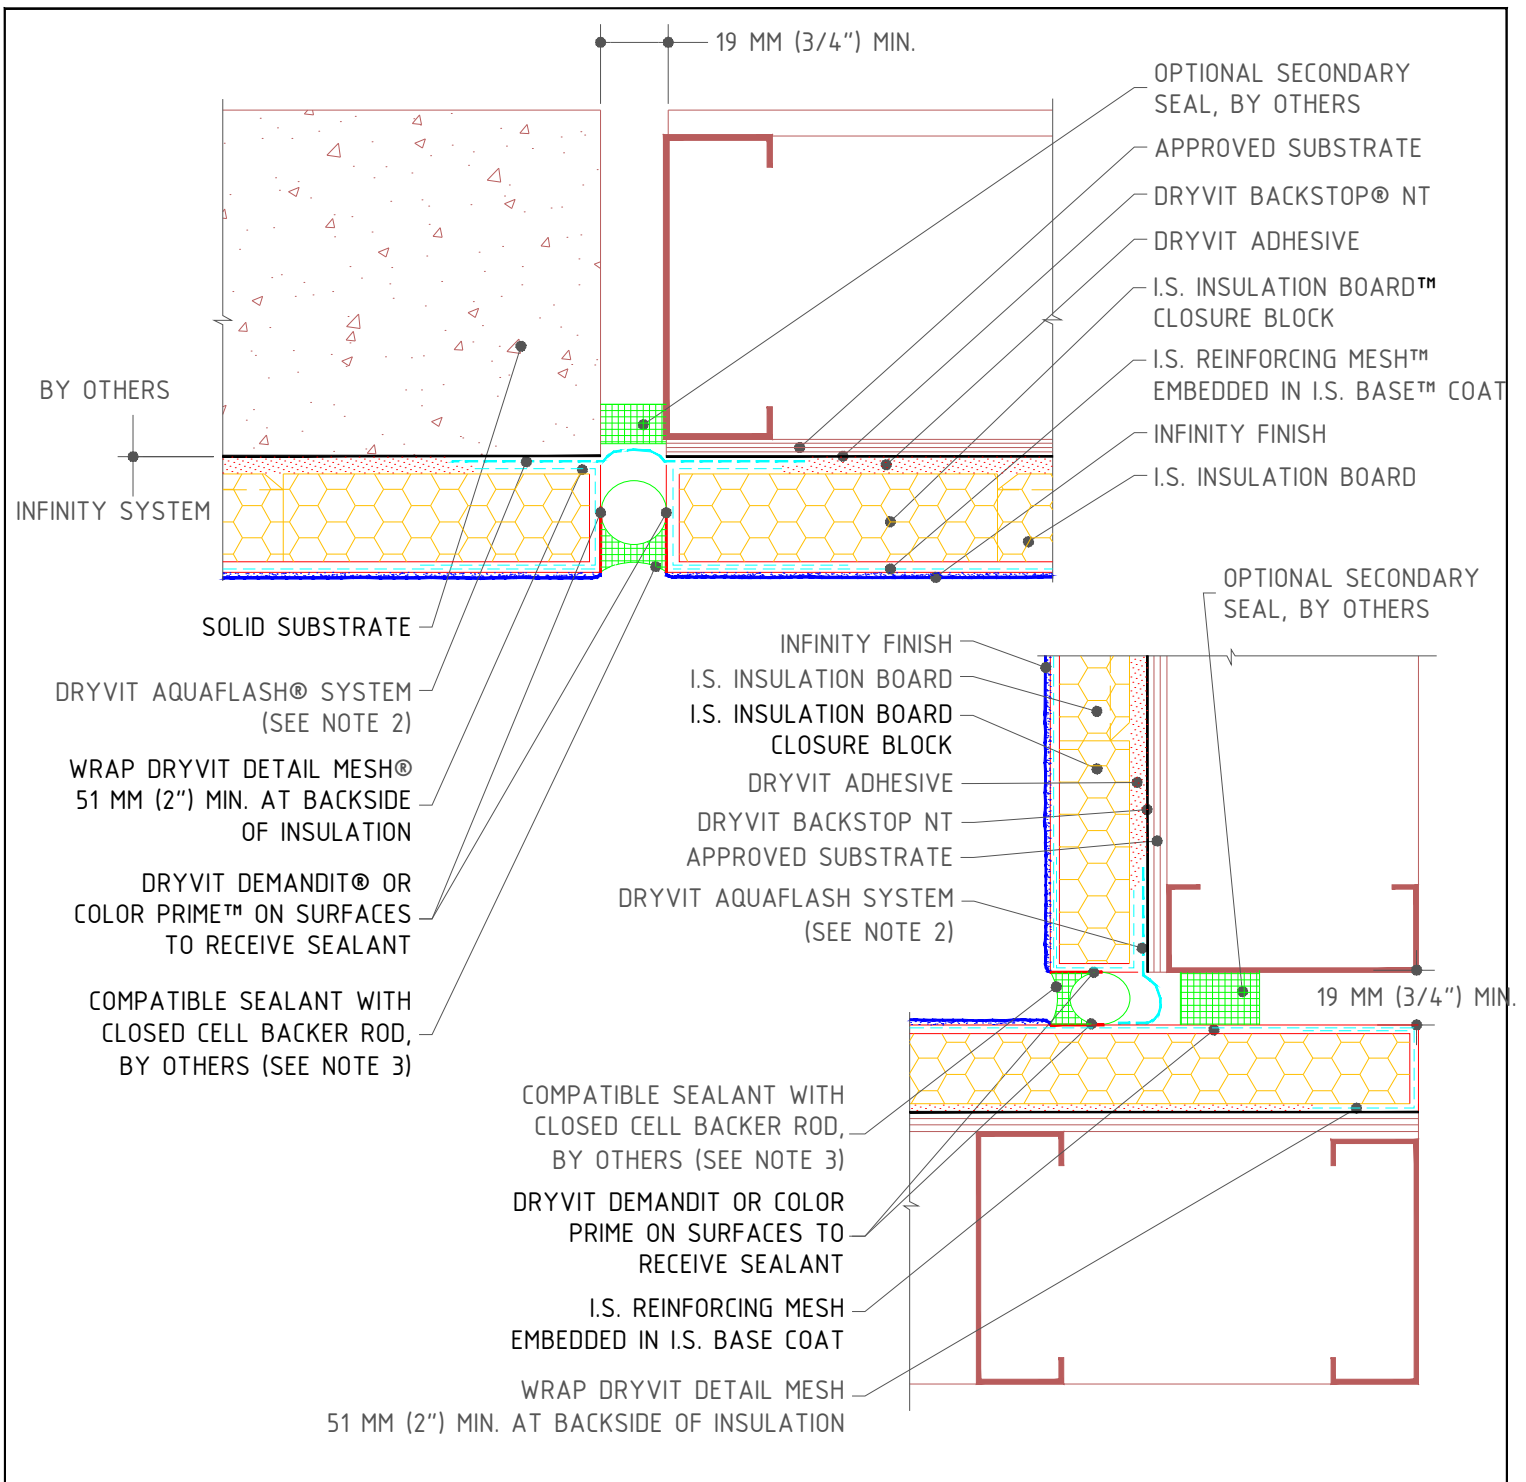 19 MM (3/4") MIN.
OPTIONAL SECONDARY
SEAL, BY OTHERS
APPROVED SUBSTRATE
DRYVIT BACKSTOP® NT
DRYVIT ADHESIVE
I.S. INSULATION BOARD™
CLOSURE BLOCK
I.S. REINFORCING MESH™
EMBEDDED IN I.S. BASE™ COAT
INFINITY FINISH
I.S. INSULATION BOARD
BY OTHERS
INFINITY SYSTEM
SOLID SUBSTRATE
DRYVIT AQUAFLASH® SYSTEM
(SEE NOTE 2)
WRAP DRYVIT DETAIL MESH®
51 MM (2") MIN. AT BACKSIDE
OF INSULATION
DRYVIT DEMANDIT® OR
COLOR PRIME™ ON SURFACES
TO RECEIVE SEALANT
COMPATIBLE SEALANT WITH
CLOSED CELL BACKER ROD,
BY OTHERS (SEE NOTE 3)
OPTIONAL SECONDARY
SEAL, BY OTHERS
INFINITY FINISH
I.S. INSULATION BOARD
I.S. INSULATION BOARD
CLOSURE BLOCK
DRYVIT ADHESIVE
DRYVIT BACKSTOP NT
APPROVED SUBSTRATE
DRYVIT AQUAFLASH SYSTEM
(SEE NOTE 2)
19 MM (3/4") MIN.
COMPATIBLE SEALANT WITH
CLOSED CELL BACKER ROD,
BY OTHERS (SEE NOTE 3)
DRYVIT DEMANDIT OR COLOR
PRIME ON SURFACES TO
RECEIVE SEALANT
I.S. REINFORCING MESH
EMBEDDED IN I.S. BASE COAT
WRAP DRYVIT DETAIL MESH
51 MM (2") MIN. AT BACKSIDE OF INSULATION